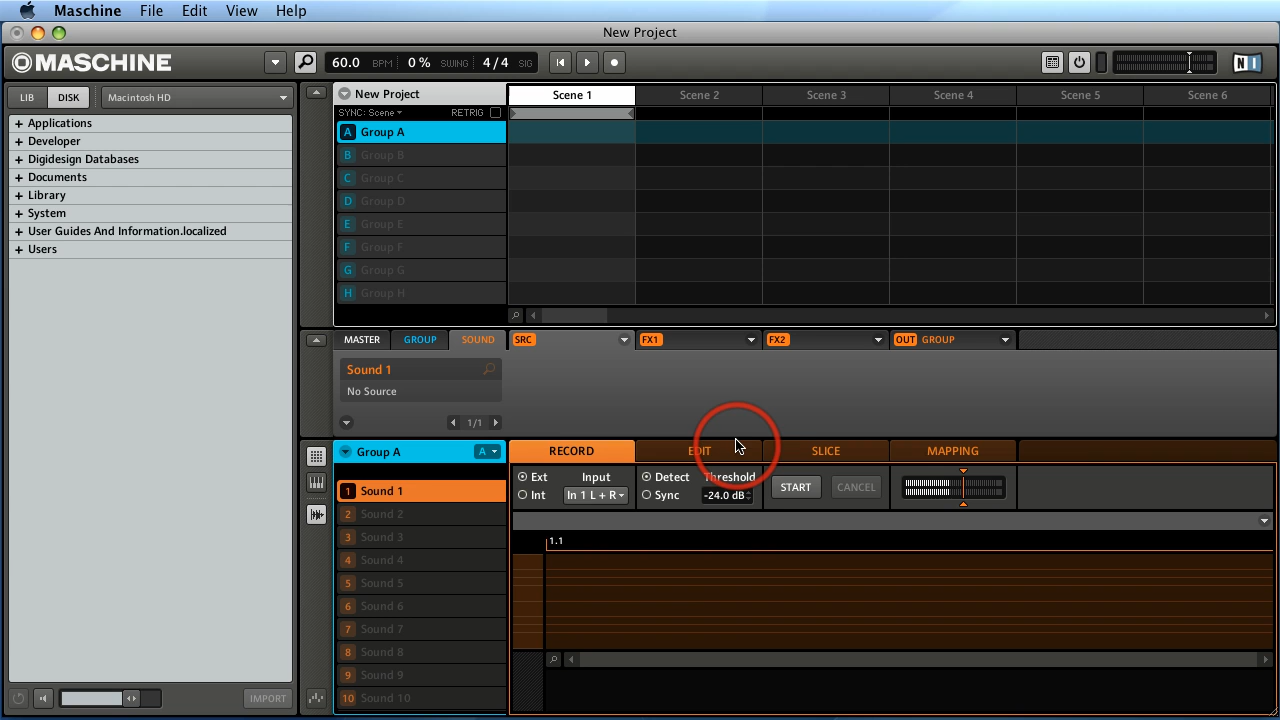 Maschine File Edit View Help
New Project
MASCHINE 60.0 BPM 0 % SWING 4 / 4 SIG
LIB DISK Macintosh HD
+ Applications
+ Developer
+ Digidesign Databases
+ Documents
+ Library
+ System
+ User Guides And Information.localized
+ Users
IMPORT
New Project Scene 1 Scene 2 Scene 3 Scene 4 Scene 5 Scene 6
SYNC: Scene RETRIG
A Group A
B Group B
C Group C
D Group D
E Group E
F Group F
G Group G
H Group H
MASTER GROUP SOUND SRC FX1 FX2 OUT GROUP
Sound 1
No Source
1/1
Group A A
1 Sound 1
2 Sound 2
3 Sound 3
4 Sound 4
5 Sound 5
6 Sound 6
7 Sound 7
8 Sound 8
9 Sound 9
10 Sound 10
RECORD EDIT SLICE MAPPING
Ext Input Detect Threshold
Int In 1 L + R Sync -24.0 dB START CANCEL
1.1